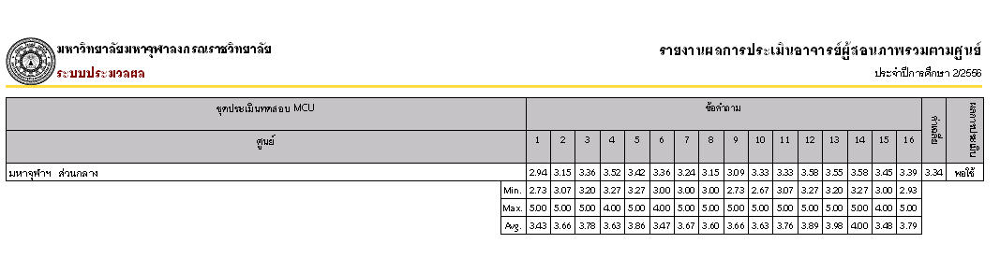 มหาวิทยาลัยมหาจุฬาลงกรณราชวิทยาลัย
รายงานผลการประเมินอาจารย์ผู้สอนภาพรวมตามศูนย์
ระบบประมวลผล
ประจำปีการศึกษา 2/2556
ชุดประเมินทดสอบ MCU ข้อคำถาม ค่าเฉลี่ย ผลการประเมิน
ศูนย์ 1 2 3 4 5 6 7 8 9 10 11 12 13 14 15 16
มหาจุฬาฯ ส่วนกลาง 2.94 3.15 3.36 3.52 3.42 3.36 3.24 3.15 3.09 3.33 3.33 3.58 3.55 3.58 3.45 3.39 3.34 พอใช้
Min. 2.73 3.07 3.20 3.27 3.27 3.00 3.00 3.00 2.73 2.67 3.07 3.27 3.20 3.27 3.00 2.93
Max. 5.00 5.00 5.00 4.00 5.00 4.00 5.00 5.00 5.00 5.00 5.00 5.00 5.00 5.00 4.00 5.00
Avg. 3.43 3.66 3.78 3.63 3.86 3.47 3.67 3.60 3.66 3.63 3.76 3.89 3.98 4.00 3.48 3.79